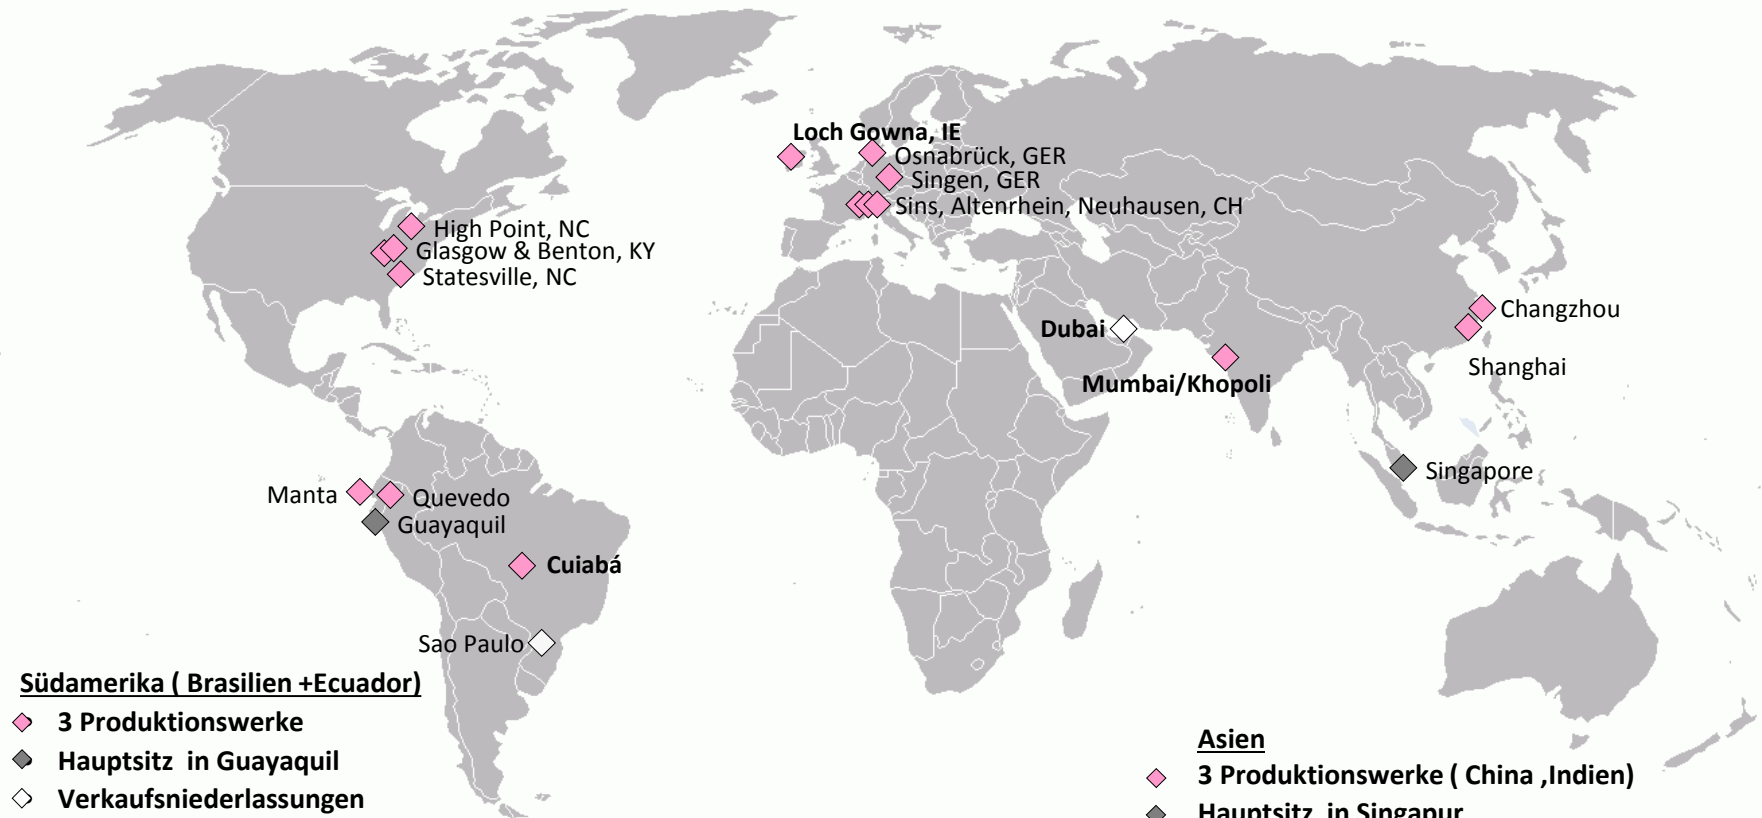 Loch Gowna, IE
Osnabrück, GER
Singen, GER
Sins, Altenrhein, Neuhausen, CH
High Point, NC
Glasgow & Benton, KY
Statesville, NC
Changzhou
Dubai
Shanghai
Mumbai/Khopoli
Singapore
Manta
Quevedo
Guayaquil
Cuiabá
Sao Paulo
Südamerika ( Brasilien +Ecuador)
3 Produktionswerke
Hauptsitz in Guayaquil
Verkaufsniederlassungen
Asien
3 Produktionswerke ( China ,Indien)
Hauptsitz in Singapur